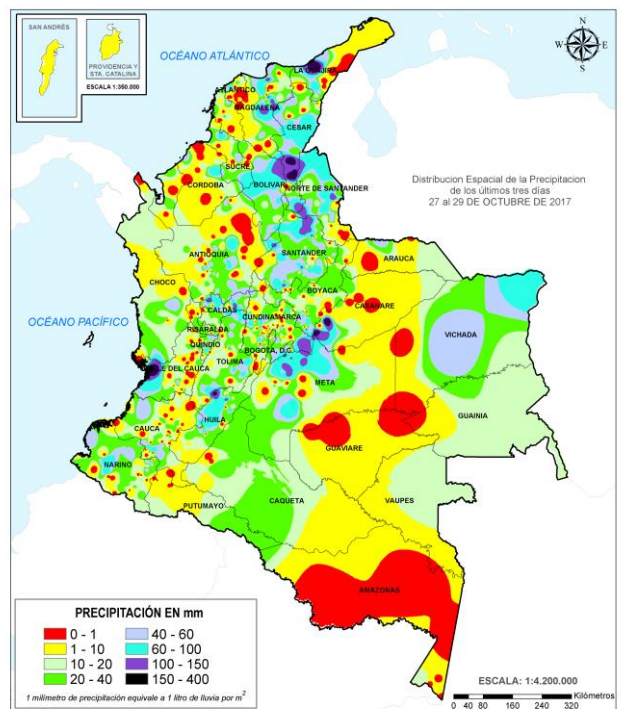 SAN ANDRÉS
PROVIDENCIA Y
STA. CATALINA
ESCALA 1:350.000
OCÉANO ATLÁNTICO
N
W
E
S
LA GUAJIRA
ATLANTICO
MAGDALENA
CESAR
SUCRE
CORDOBA
BOLIVAR
NORTE DE SANTANDER
Distribucion Espacial de la Precipitacion
de los últimos tres días
27 al 29 DE OCTUBRE DE 2017
ANTIOQUIA
SANTANDER
ARAUCA
CHOCO
BOYACA
CASANARE
OCÉANO PACÍFICO
CALDAS
CUNDINAMARCA
RISARALDA
QUINDIO
BOGOTA, D.C.
VICHADA
TOLIMA
VALLE DEL CAUCA
META
GUAINIA
CAUCA
HUILA
GUAVIARE
NARIÑO
CAQUETA
VAUPES
PUTUMAYO
AMAZONAS
PRECIPITACIÓN EN mm
0 - 1
40 - 60
1 - 10
60 - 100
10 - 20
100 - 150
20 - 40
150 - 400
1 milímetro de precipitación equivale a 1 litro de lluvia por m²
ESCALA: 1:4.200.000
Kilómetros
0 40 80 160 240 320